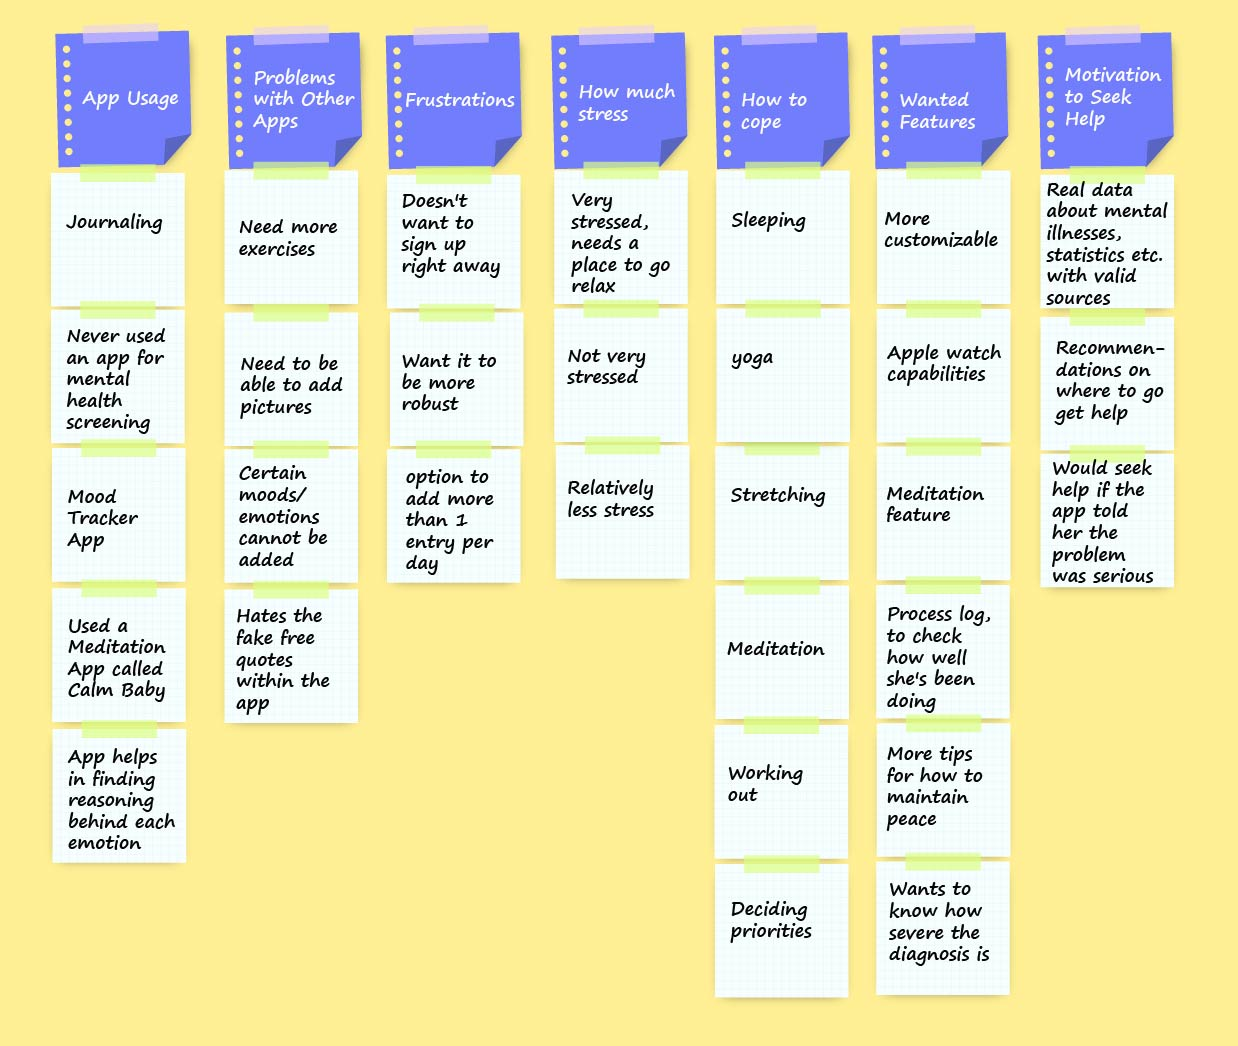 App Usage
Journaling
Never used
an app for
mental
health
screening
Mood
Tracker
App
Used a
Meditation
App called
Calm Baby
App helps
in finding
reasoning
behind each
emotion
Problems
with Other
Apps
Need more
exercises
Need to be
able to add
pictures
Certain
moods/
emotions
cannot be
added
Hates the
fake free
quotes
within the
app
Frustrations
Doesn't
want to
sign up
right away
Want it to
be more
robust
option to
add more
than 1
entry per
day
How much
stress
Very
stressed,
needs a
place to go
relax
Not very
stressed
Relatively
less stress
How to
cope
Sleeping
yoga
Stretching
Meditation
Working
out
Deciding
priorities
Wanted
Features
More
customizable
Apple watch
capabilities
Meditation
feature
Process log,
to check
how well
she's been
doing
More tips
for how to
maintain
peace
Wants to
know how
severe the
diagnosis is
Motivation
to Seek
Help
Real data
about mental
illnesses,
statistics etc.
with valid
sources
Recommen-
dations on
where to go
get help
Would seek
help if the
app told
her the
problem
was serious